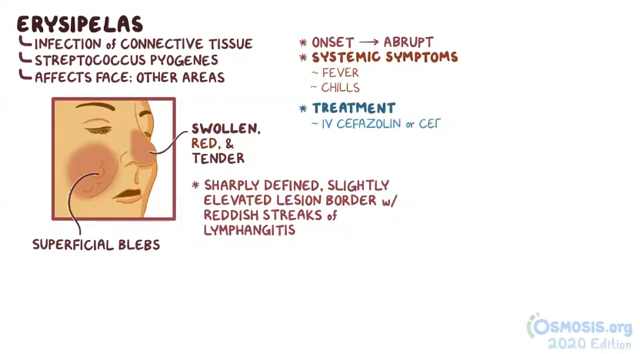 ERYSIPELAS
INFECTION of CONNECTIVE TISSUE
STREPTOCOCCUS PYOGENES
AFFECTS FACE; OTHER AREAS
SWOLLEN,
RED, &
TENDER
SUPERFICIAL BLEBS
* SHARPLY DEFINED, SLIGHTLY
ELEVATED LESION BORDER w/
REDDISH STREAKS of
LYMPHANGITIS
* ONSET → ABRUPT
* SYSTEMIC SYMPTOMS
~ FEVER
~ CHILLS
* TREATMENT
~ IV CEFAZOLIN or CEF
OSMOSIS.org
2020 Edition